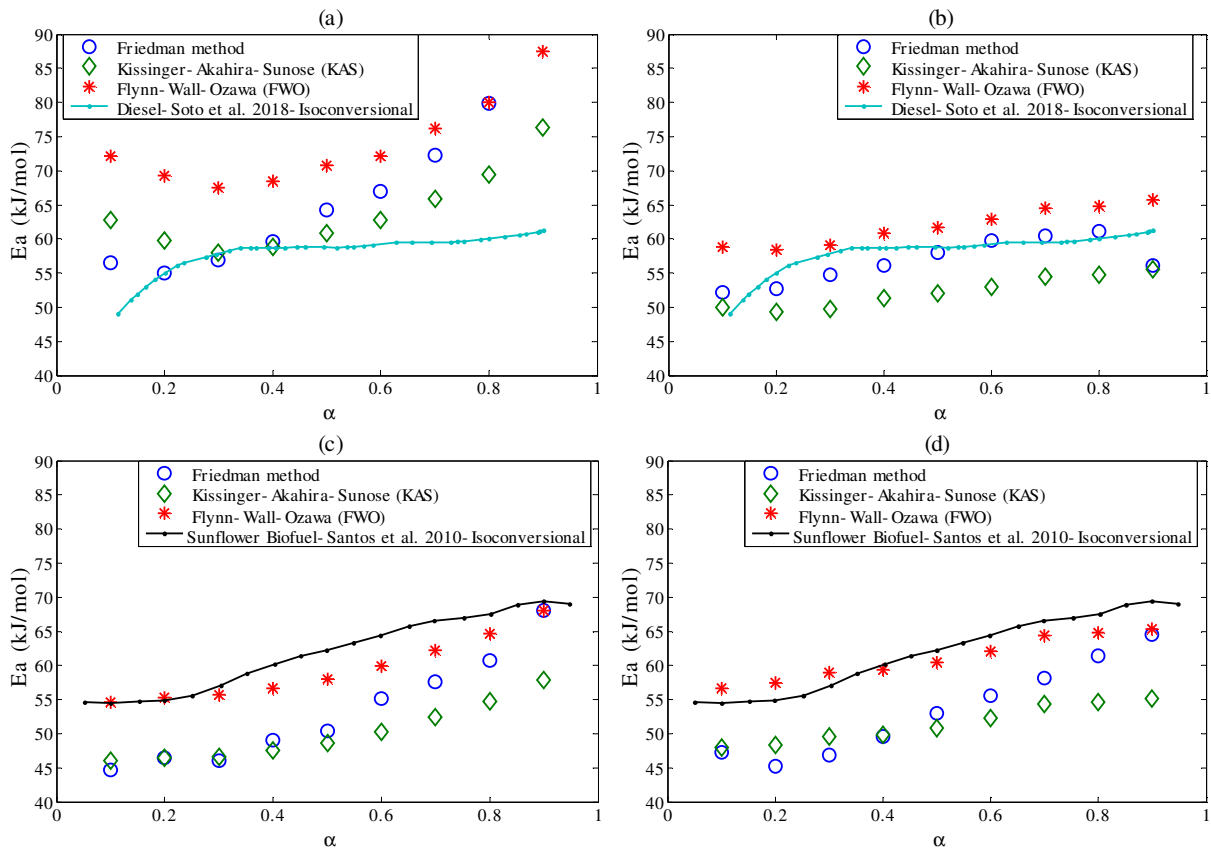 (a)
Friedman method
Kissinger- Akahira- Sunose (KAS)
Flynn- Wall- Ozawa (FWO)
Diesel- Soto et al. 2018- Isoconversional
90
85
80
75
70
65
60
55
50
45
40
Ea (kJ/mol)
0 0.2 0.4 0.6 0.8 1
α
(b)
Friedman method
Kissinger- Akahira- Sunose (KAS)
Flynn- Wall- Ozawa (FWO)
Diesel- Soto et al. 2018- Isoconversional
90
85
80
75
70
65
60
55
50
45
40
Ea (kJ/mol)
0 0.2 0.4 0.6 0.8 1
α
(c)
Friedman method
Kissinger- Akahira- Sunose (KAS)
Flynn- Wall- Ozawa (FWO)
Sunflower Biofuel- Santos et al. 2010- Isoconversional
90
85
80
75
70
65
60
55
50
45
40
Ea (kJ/mol)
0 0.2 0.4 0.6 0.8 1
α
(d)
Friedman method
Kissinger- Akahira- Sunose (KAS)
Flynn- Wall- Ozawa (FWO)
Sunflower Biofuel- Santos et al. 2010- Isoconversional
90
85
80
75
70
65
60
55
50
45
40
Ea (kJ/mol)
0 0.2 0.4 0.6 0.8 1
α